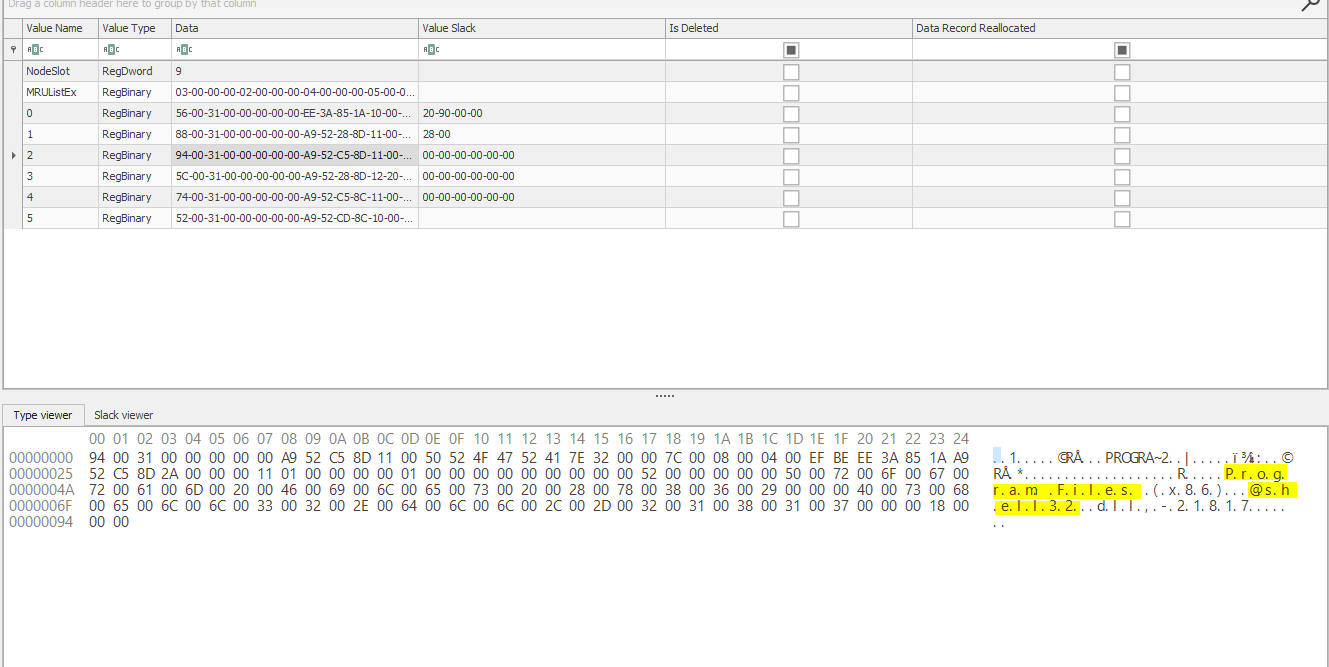 Drag a column header here to group by that column
Value Name Value Type Data Value Slack Is Deleted Data Record Reallocated
NodeSlot RegDword 9
MRUListEx RegBinary 03-00-00-00-02-00-00-00-04-00-00-00-05-00-0...
0 RegBinary 56-00-31-00-00-00-00-00-EE-3A-85-1A-10-00-... 20-90-00-00
1 RegBinary 88-00-31-00-00-00-00-00-A9-52-28-8D-11-00-... 28-00
2 RegBinary 94-00-31-00-00-00-00-00-A9-52-C5-8D-11-00-... 00-00-00-00-00-00
3 RegBinary 5C-00-31-00-00-00-00-00-A9-52-28-8D-12-20-... 00-00-00-00-00-00
4 RegBinary 74-00-31-00-00-00-00-00-A9-52-C5-8C-11-00-... 00-00-00-00-00-00
5 RegBinary 52-00-31-00-00-00-00-00-A9-52-CD-8C-10-00-...
Type viewer Slack viewer
00 01 02 03 04 05 06 07 08 09 0A 0B 0C 0D 0E 0F 10 11 12 13 14 15 16 17 18 19 1A 1B 1C 1D 1E 1F 20 21 22 23 24
00000000 94 00 31 00 00 00 00 00 A9 52 C5 8D 11 00 50 52 4F 47 52 41 7E 32 00 00 7C 00 08 00 04 00 EF BE EE 3A 85 1A A9 ..1.....©RÅ...PROGRA~2..|.....ï¾î:..©
00000025 52 C5 8D 2A 00 00 00 11 01 00 00 00 00 01 00 00 00 00 00 00 00 00 00 52 00 00 00 00 00 50 00 72 00 6F 00 67 00 RÅ.*...................R.....P.r.o.g.
0000004A 72 00 61 00 6D 00 20 00 46 00 69 00 6C 00 65 00 73 00 20 00 28 00 78 00 38 00 36 00 29 00 00 00 40 00 73 00 68 r.a.m. .F.i.l.e.s. .(.x.8.6.)...@.s.h
0000006F 00 65 00 6C 00 6C 00 33 00 32 00 2E 00 64 00 6C 00 6C 00 2C 00 2D 00 32 00 31 00 38 00 31 00 37 00 00 00 18 00 .e.l.l.3.2...d.l.l.,.-.2.1.8.1.7.....
00000094 00 00 ..